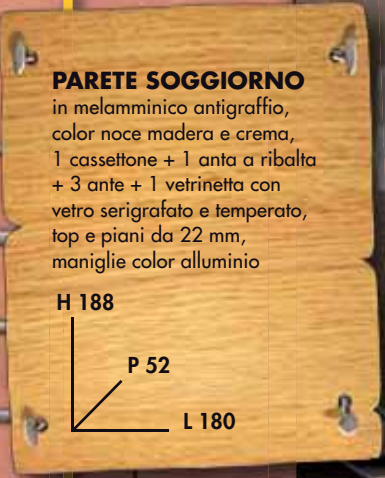 PARETE SOGGIORNO
in melamminico antigraffio,
color noce madera e crema,
1 cassettone + 1 anta a ribalta
+ 3 ante + 1 vetrinetta con
vetro serigrafato e temperato,
top e piani da 22 mm,
maniglie color alluminio
H 188
P 52
L 180